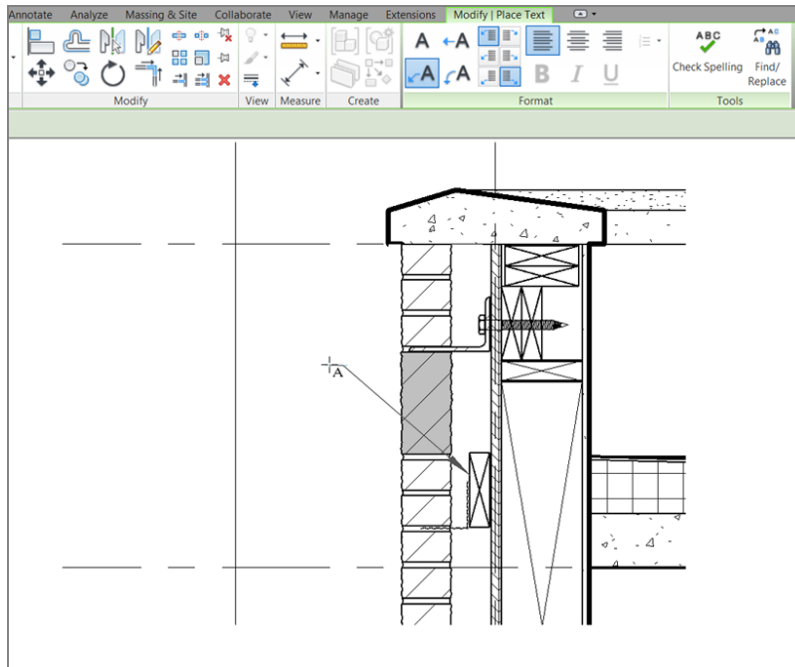 Annotate Analyze Massing & Site Collaborate View Manage Extensions Modify | Place Text
A A ABC AC
A A B I U Check Spelling Find/
Replace
Modify View Measure Create Format Tools
A